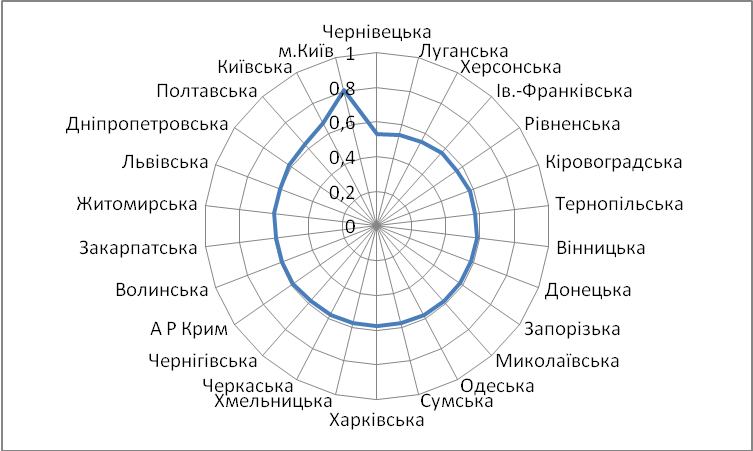 Чернівецька
Луганська
Херсонська
Ів.-Франківська
Рівненська
Кіровоградська
Тернопільська
Вінницька
Донецька
Запорізька
Миколаївська
Одеська
Сумська
Харківська
Хмельницька
Черкаська
Чернігівська
А Р Крим
Волинська
Закарпатська
Житомирська
Львівська
Дніпропетровська
Полтавська
Київська
м.Київ
1
0,8
0,6
0,4
0,2
0